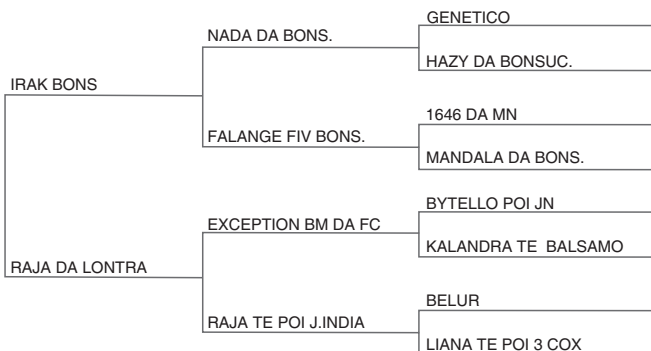 GENETICO
NADA DA BONS.
HAZY DA BONSUC.
IRAK BONS
1646 DA MN
FALANGE FIV BONS.
MANDALA DA BONS.
BYTELLO POI JN
EXCEPTION BM DA FC
KALANDRA TE BALSAMO
RAJA DA LONTRA
BELUR
RAJA TE POI J.INDIA
LIANA TE POI 3 COX